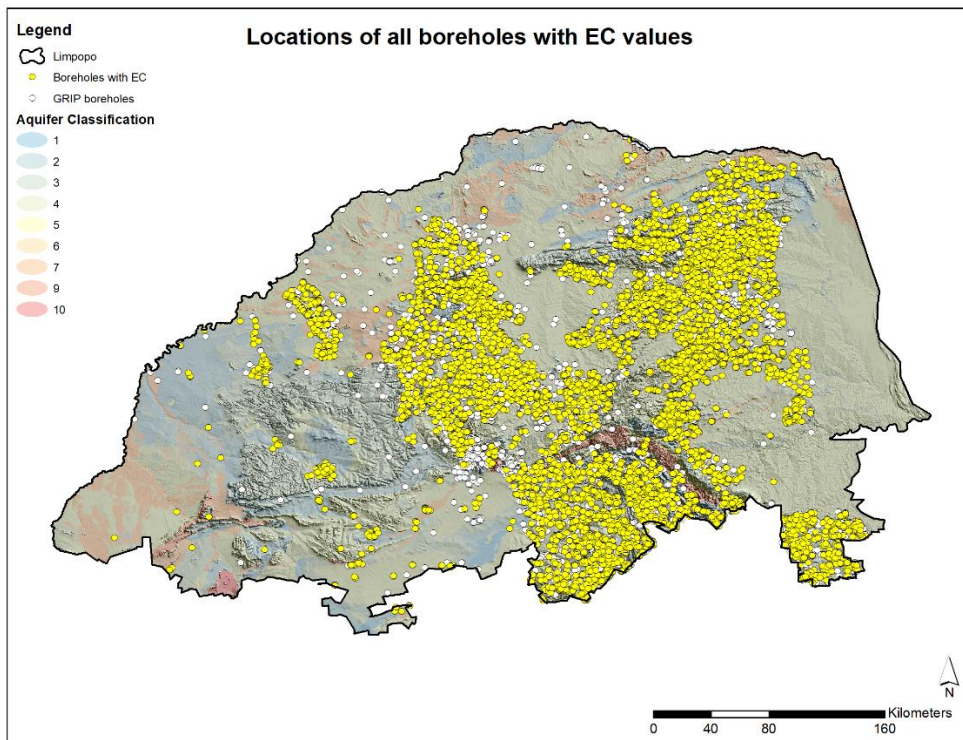 Locations of all boreholes with EC values
Legend
Limpopo
Boreholes with EC
GRIP boreholes
Aquifer Classification
1
2
3
4
5
6
7
9
10
N
Kilometers
0 40 80 160